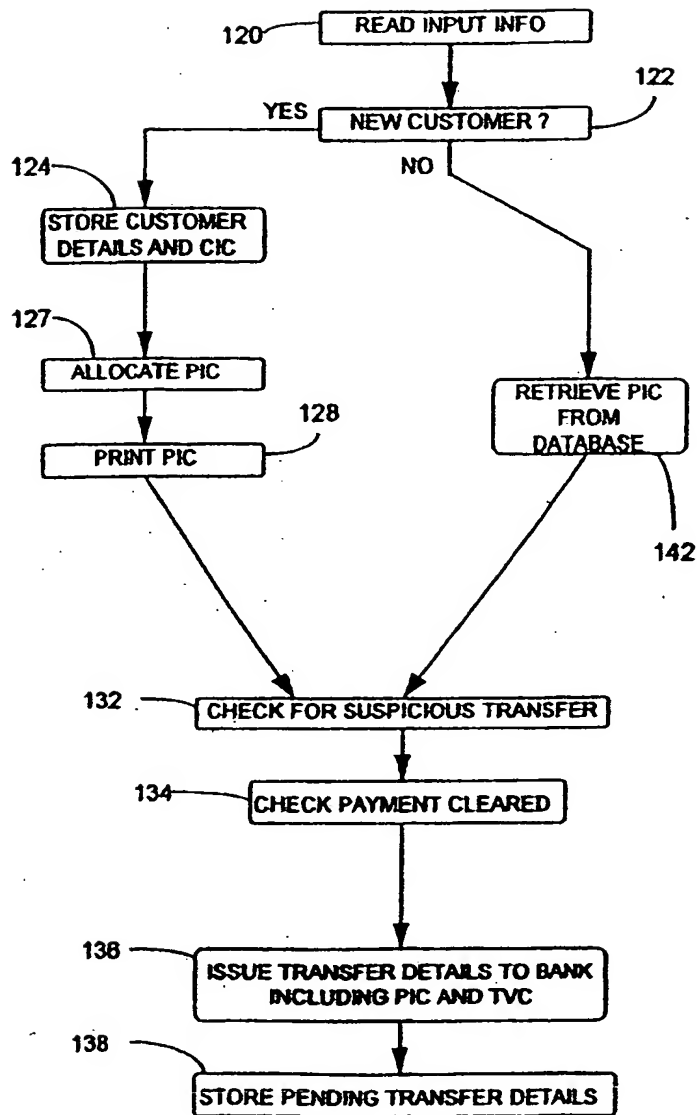 120
READ INPUT INFO
122
NEW CUSTOMER ?
YES
NO
124
STORE CUSTOMER
DETAILS AND CIC
127
ALLOCATE PIC
128
PRINT PIC
RETRIEVE PIC
FROM
DATABASE
142
132
CHECK FOR SUSPICIOUS TRANSFER
134
CHECK PAYMENT CLEARED
136
ISSUE TRANSFER DETAILS TO BANK
INCLUDING PIC AND TVC
138
STORE PENDING TRANSFER DETAILS